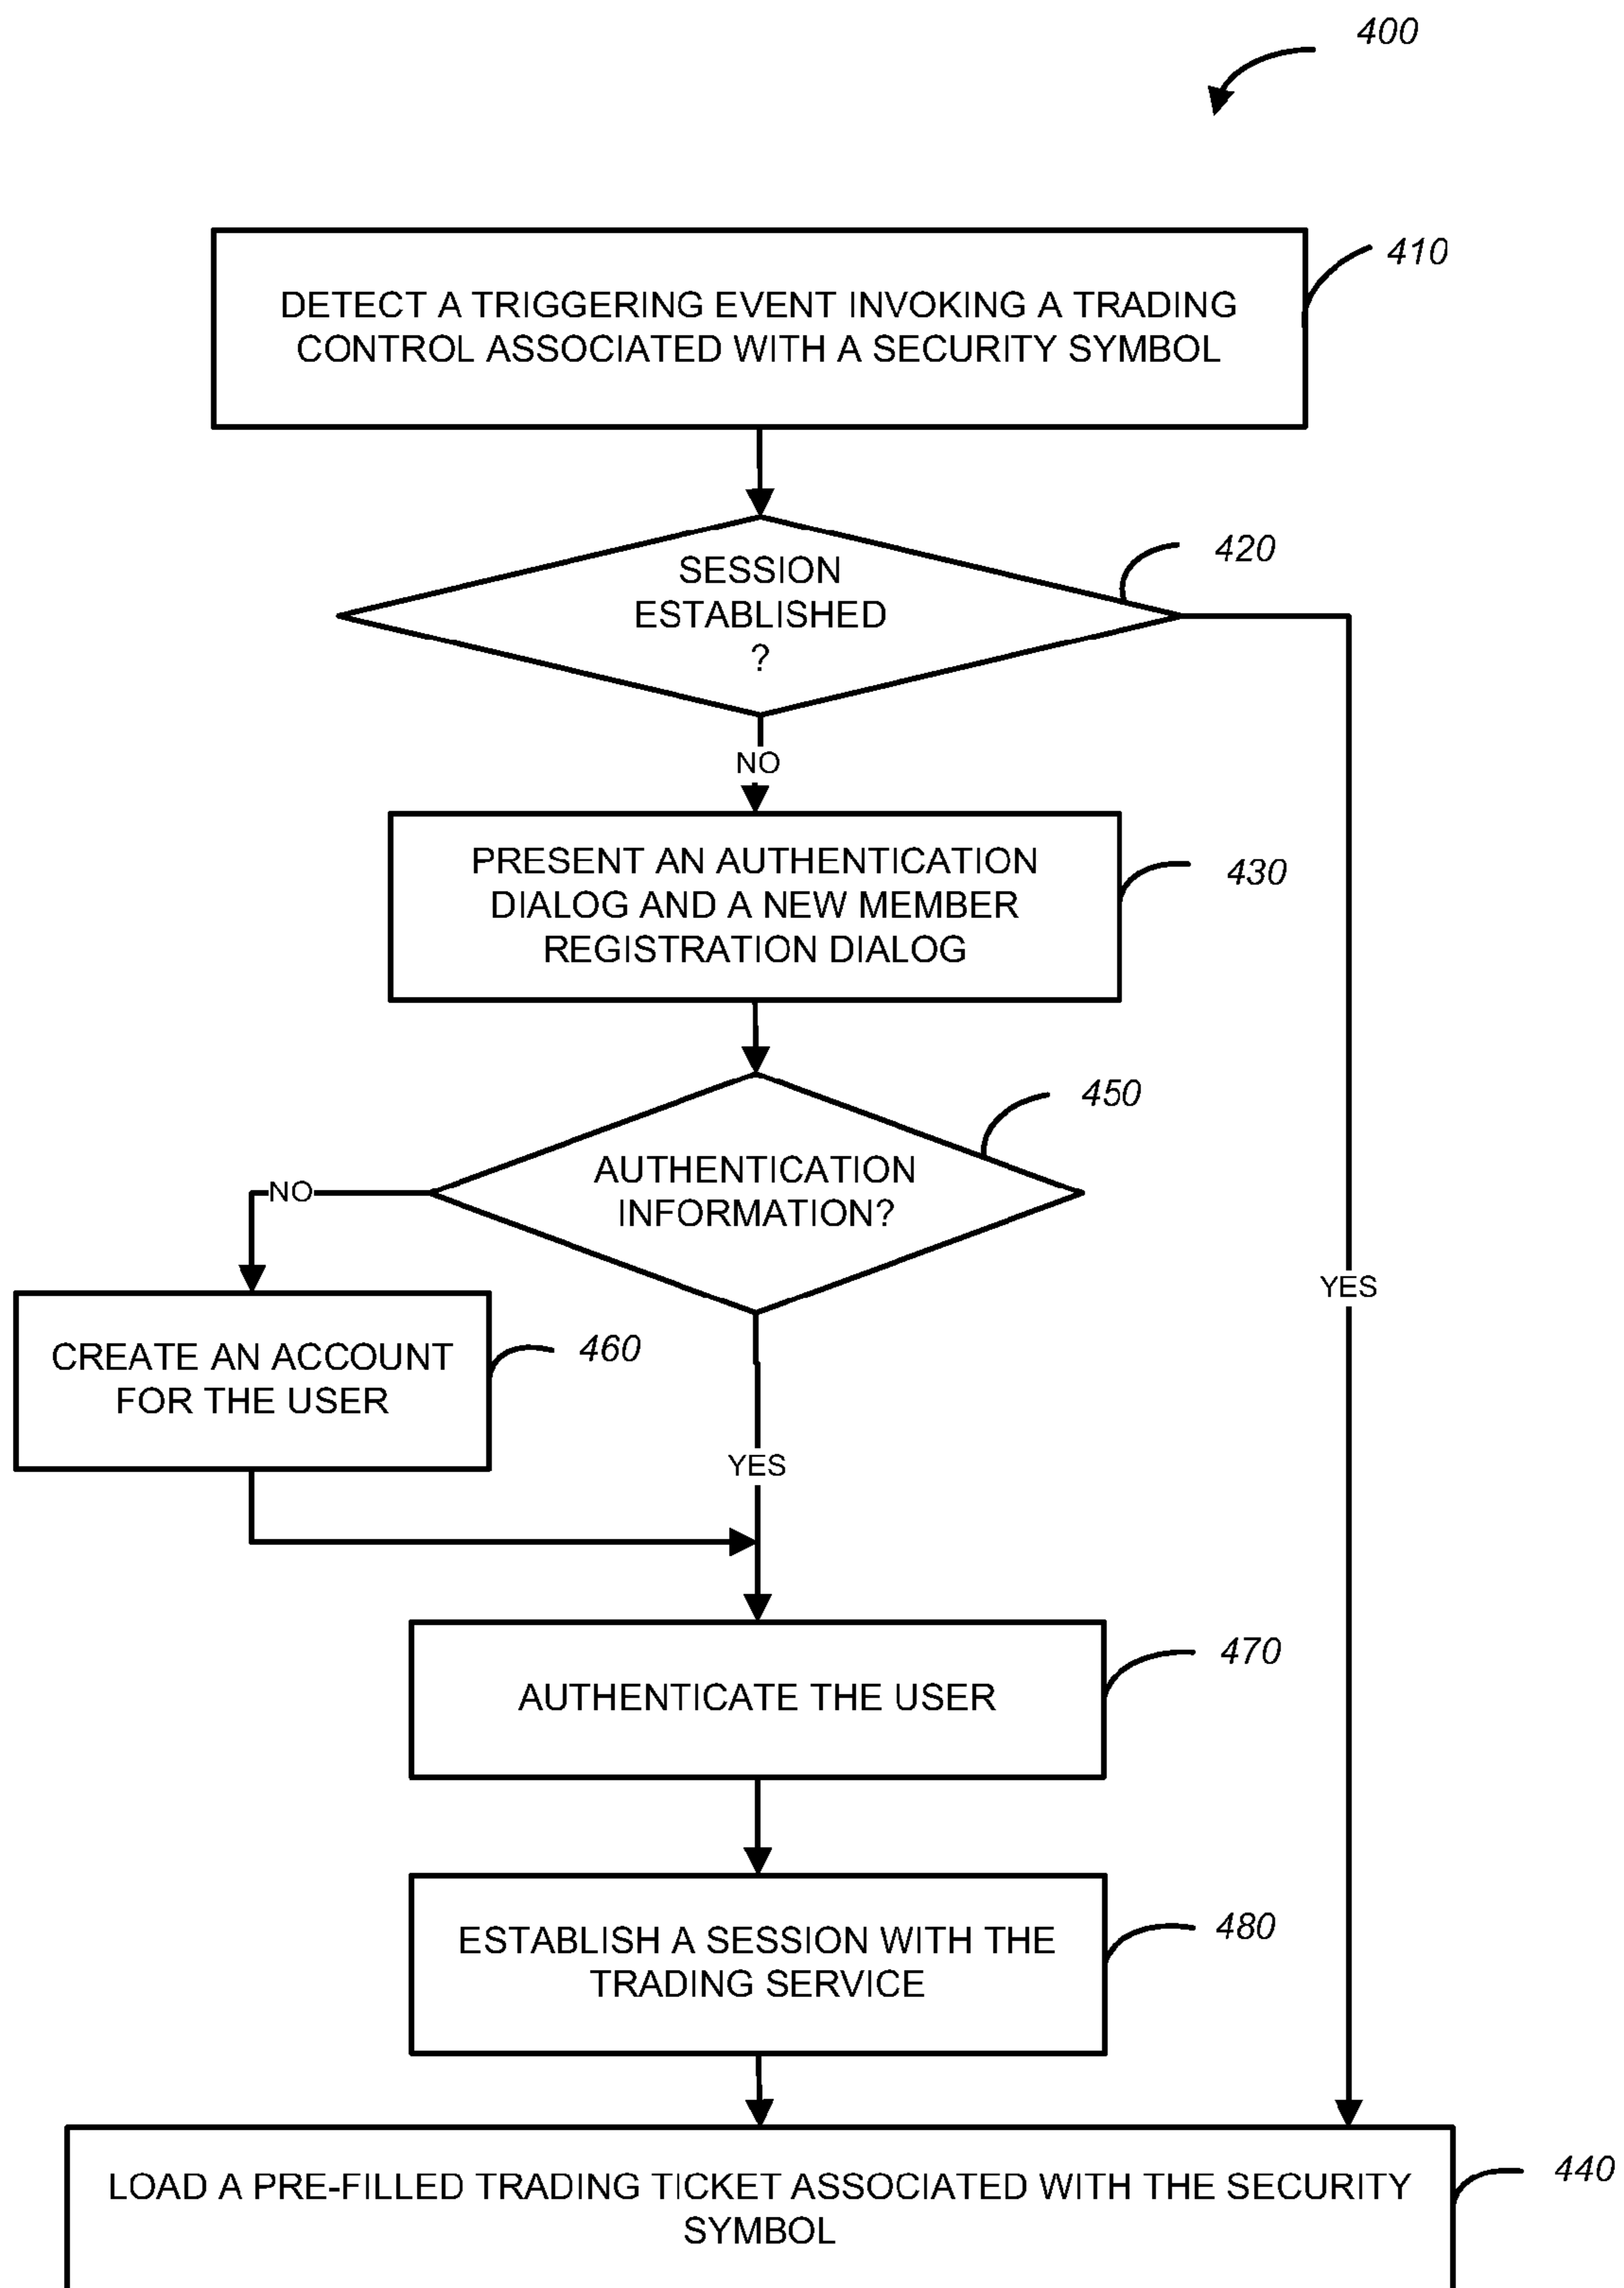 400
410
DETECT A TRIGGERING EVENT INVOKING A TRADING
CONTROL ASSOCIATED WITH A SECURITY SYMBOL
420
SESSION
ESTABLISHED
?
NO
PRESENT AN AUTHENTICATION
DIALOG AND A NEW MEMBER
REGISTRATION DIALOG
430
450
AUTHENTICATION
INFORMATION?
NO
YES
CREATE AN ACCOUNT
FOR THE USER
460
YES
470
AUTHENTICATE THE USER
480
ESTABLISH A SESSION WITH THE
TRADING SERVICE
440
LOAD A PRE-FILLED TRADING TICKET ASSOCIATED WITH THE SECURITY
SYMBOL